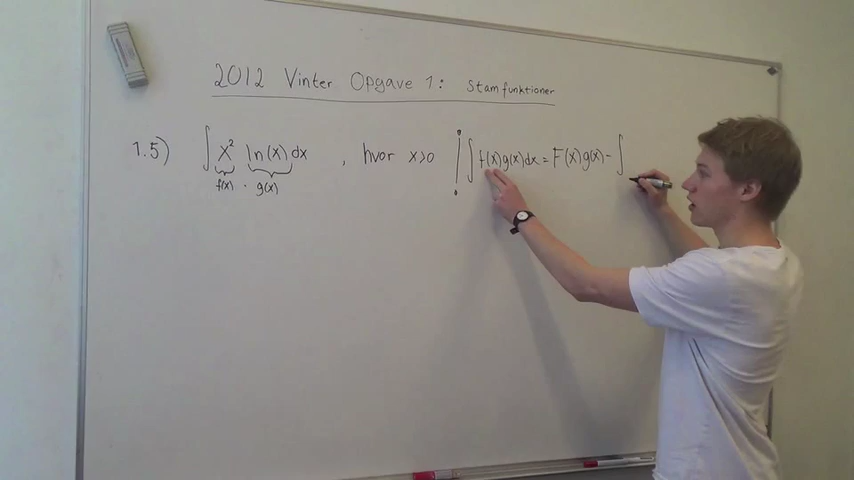 2012 Vinter Opgave 1: Stamfunktioner
1.5) ∫ x² ln(x) dx , hvor x>0 ∫ f(x)g(x)dx = F(x)g(x) - ∫
f(x) · g(x)